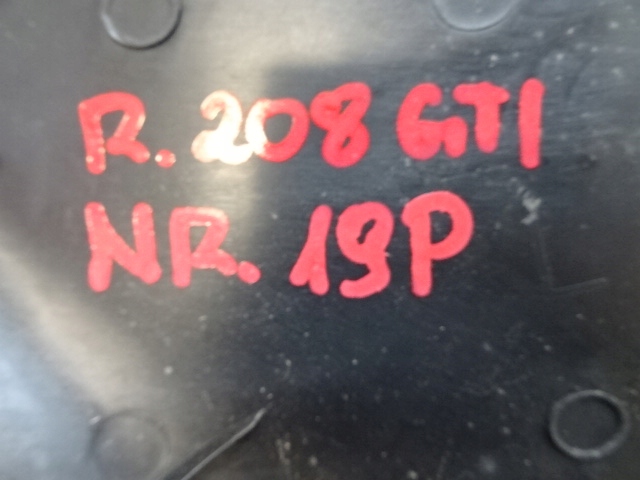 R. 208 GTI
NR. 19P